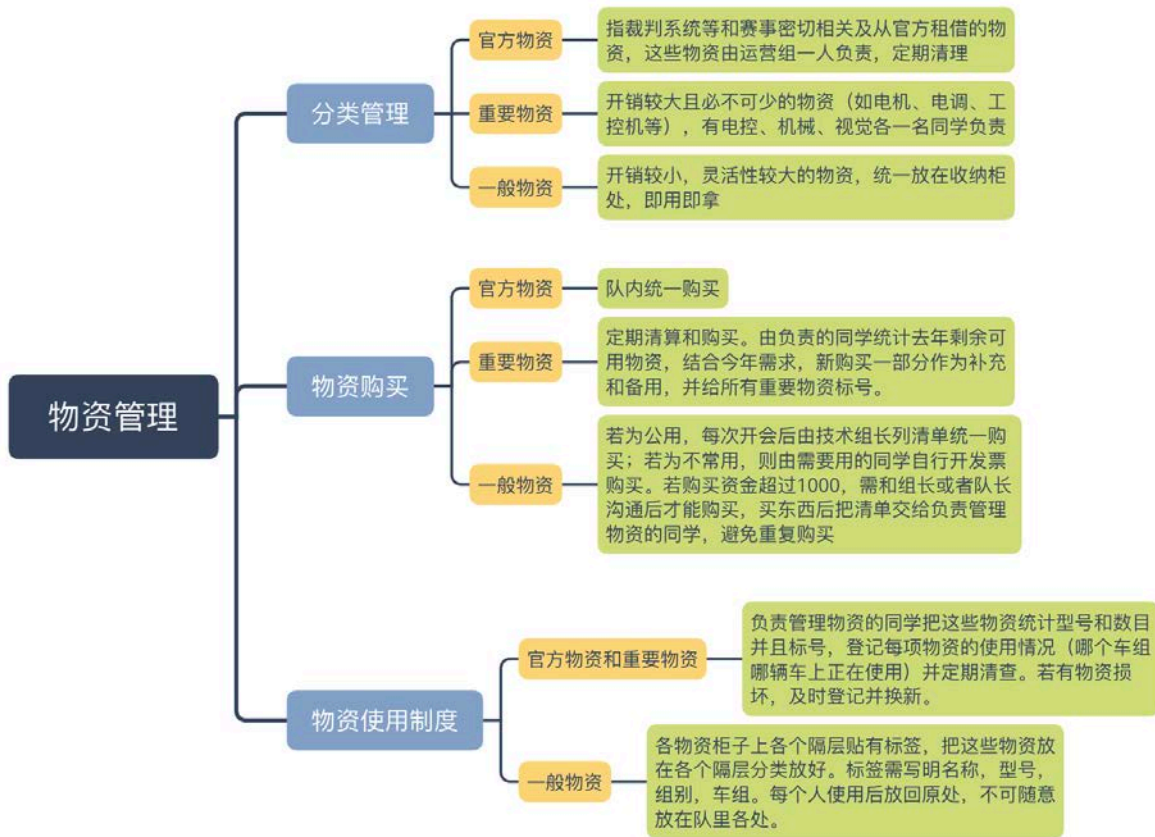 物资管理
分类管理
官方物资
指裁判系统等和赛事密切相关及从官方租借的物
资，这些物资由运营组一人负责，定期清理
重要物资
开销较大且必不可少的物资（如电机、电调、工
控机等），有电控、机械、视觉各一名同学负责
一般物资
开销较小，灵活性较大的物资，统一放在收纳柜
处，即用即拿
物资购买
官方物资
队内统一购买
重要物资
定期清算和购买。由负责的同学统计去年剩余可
用物资，结合今年需求，新购买一部分作为补充
和备用，并给所有重要物资标号。
一般物资
若为公用，每次开会后由技术组长列清单统一购
买；若为不常用，则由需要用的同学自行开发票
购买。若购买资金超过1000，需和组长或者队长
沟通后才能购买，买东西后把清单交给负责管理
物资的同学，避免重复购买
物资使用制度
官方物资和重要物资
负责管理物资的同学把这些物资统计型号和数目
并且标号，登记每项物资的使用情况（哪个车组
哪辆车上正在使用）并定期清查。若有物资损
坏，及时登记并换新。
一般物资
各物资柜子上各个隔层贴有标签，把这些物资放
在各个隔层分类放好。标签需写明名称，型号，
组别，车组。每个人使用后放回原处，不可随意
放在队里各处。